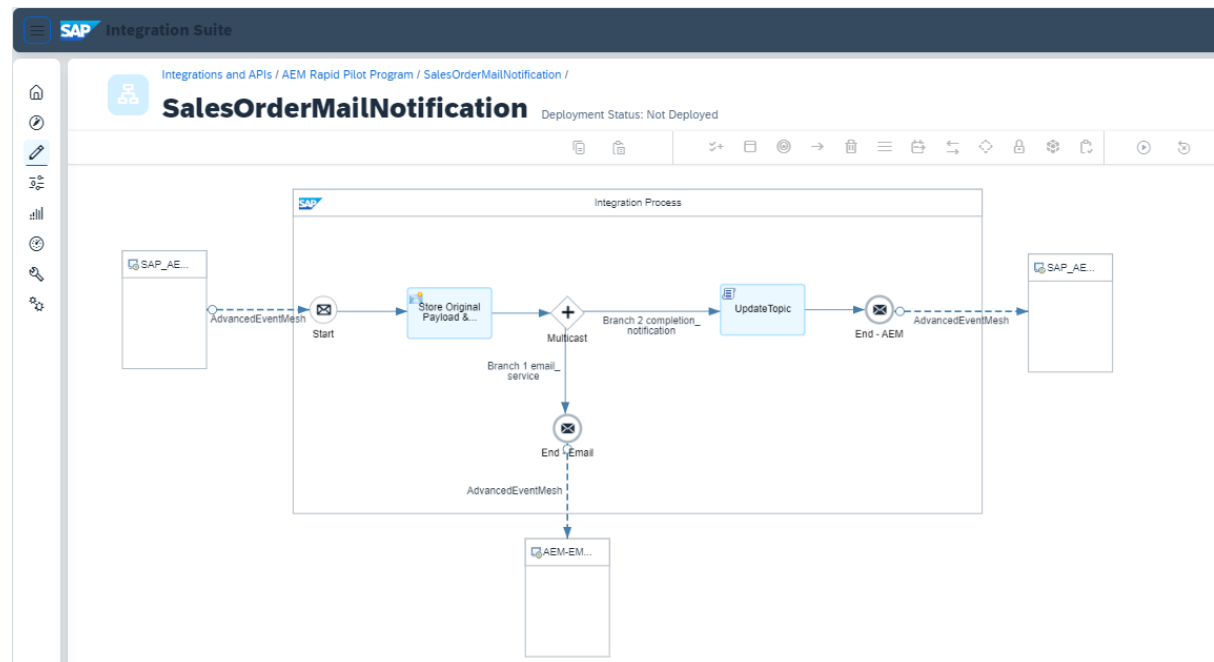 SAP Integration Suite
Integrations and APIs / AEM Rapid Pilot Program / SalesOrderMailNotification /
SalesOrderMailNotification Deployment Status: Not Deployed
SAP Integration Process
SAP_AE...
SAP_AE...
Store Original
Payload &...
UpdateTopic
AdvancedEventMesh
Start
Multicast
Branch 2 completion_
notification
End - AEM
AdvancedEventMesh
Branch 1 email_
service
End - Email
AdvancedEventMesh
AEM-EM...